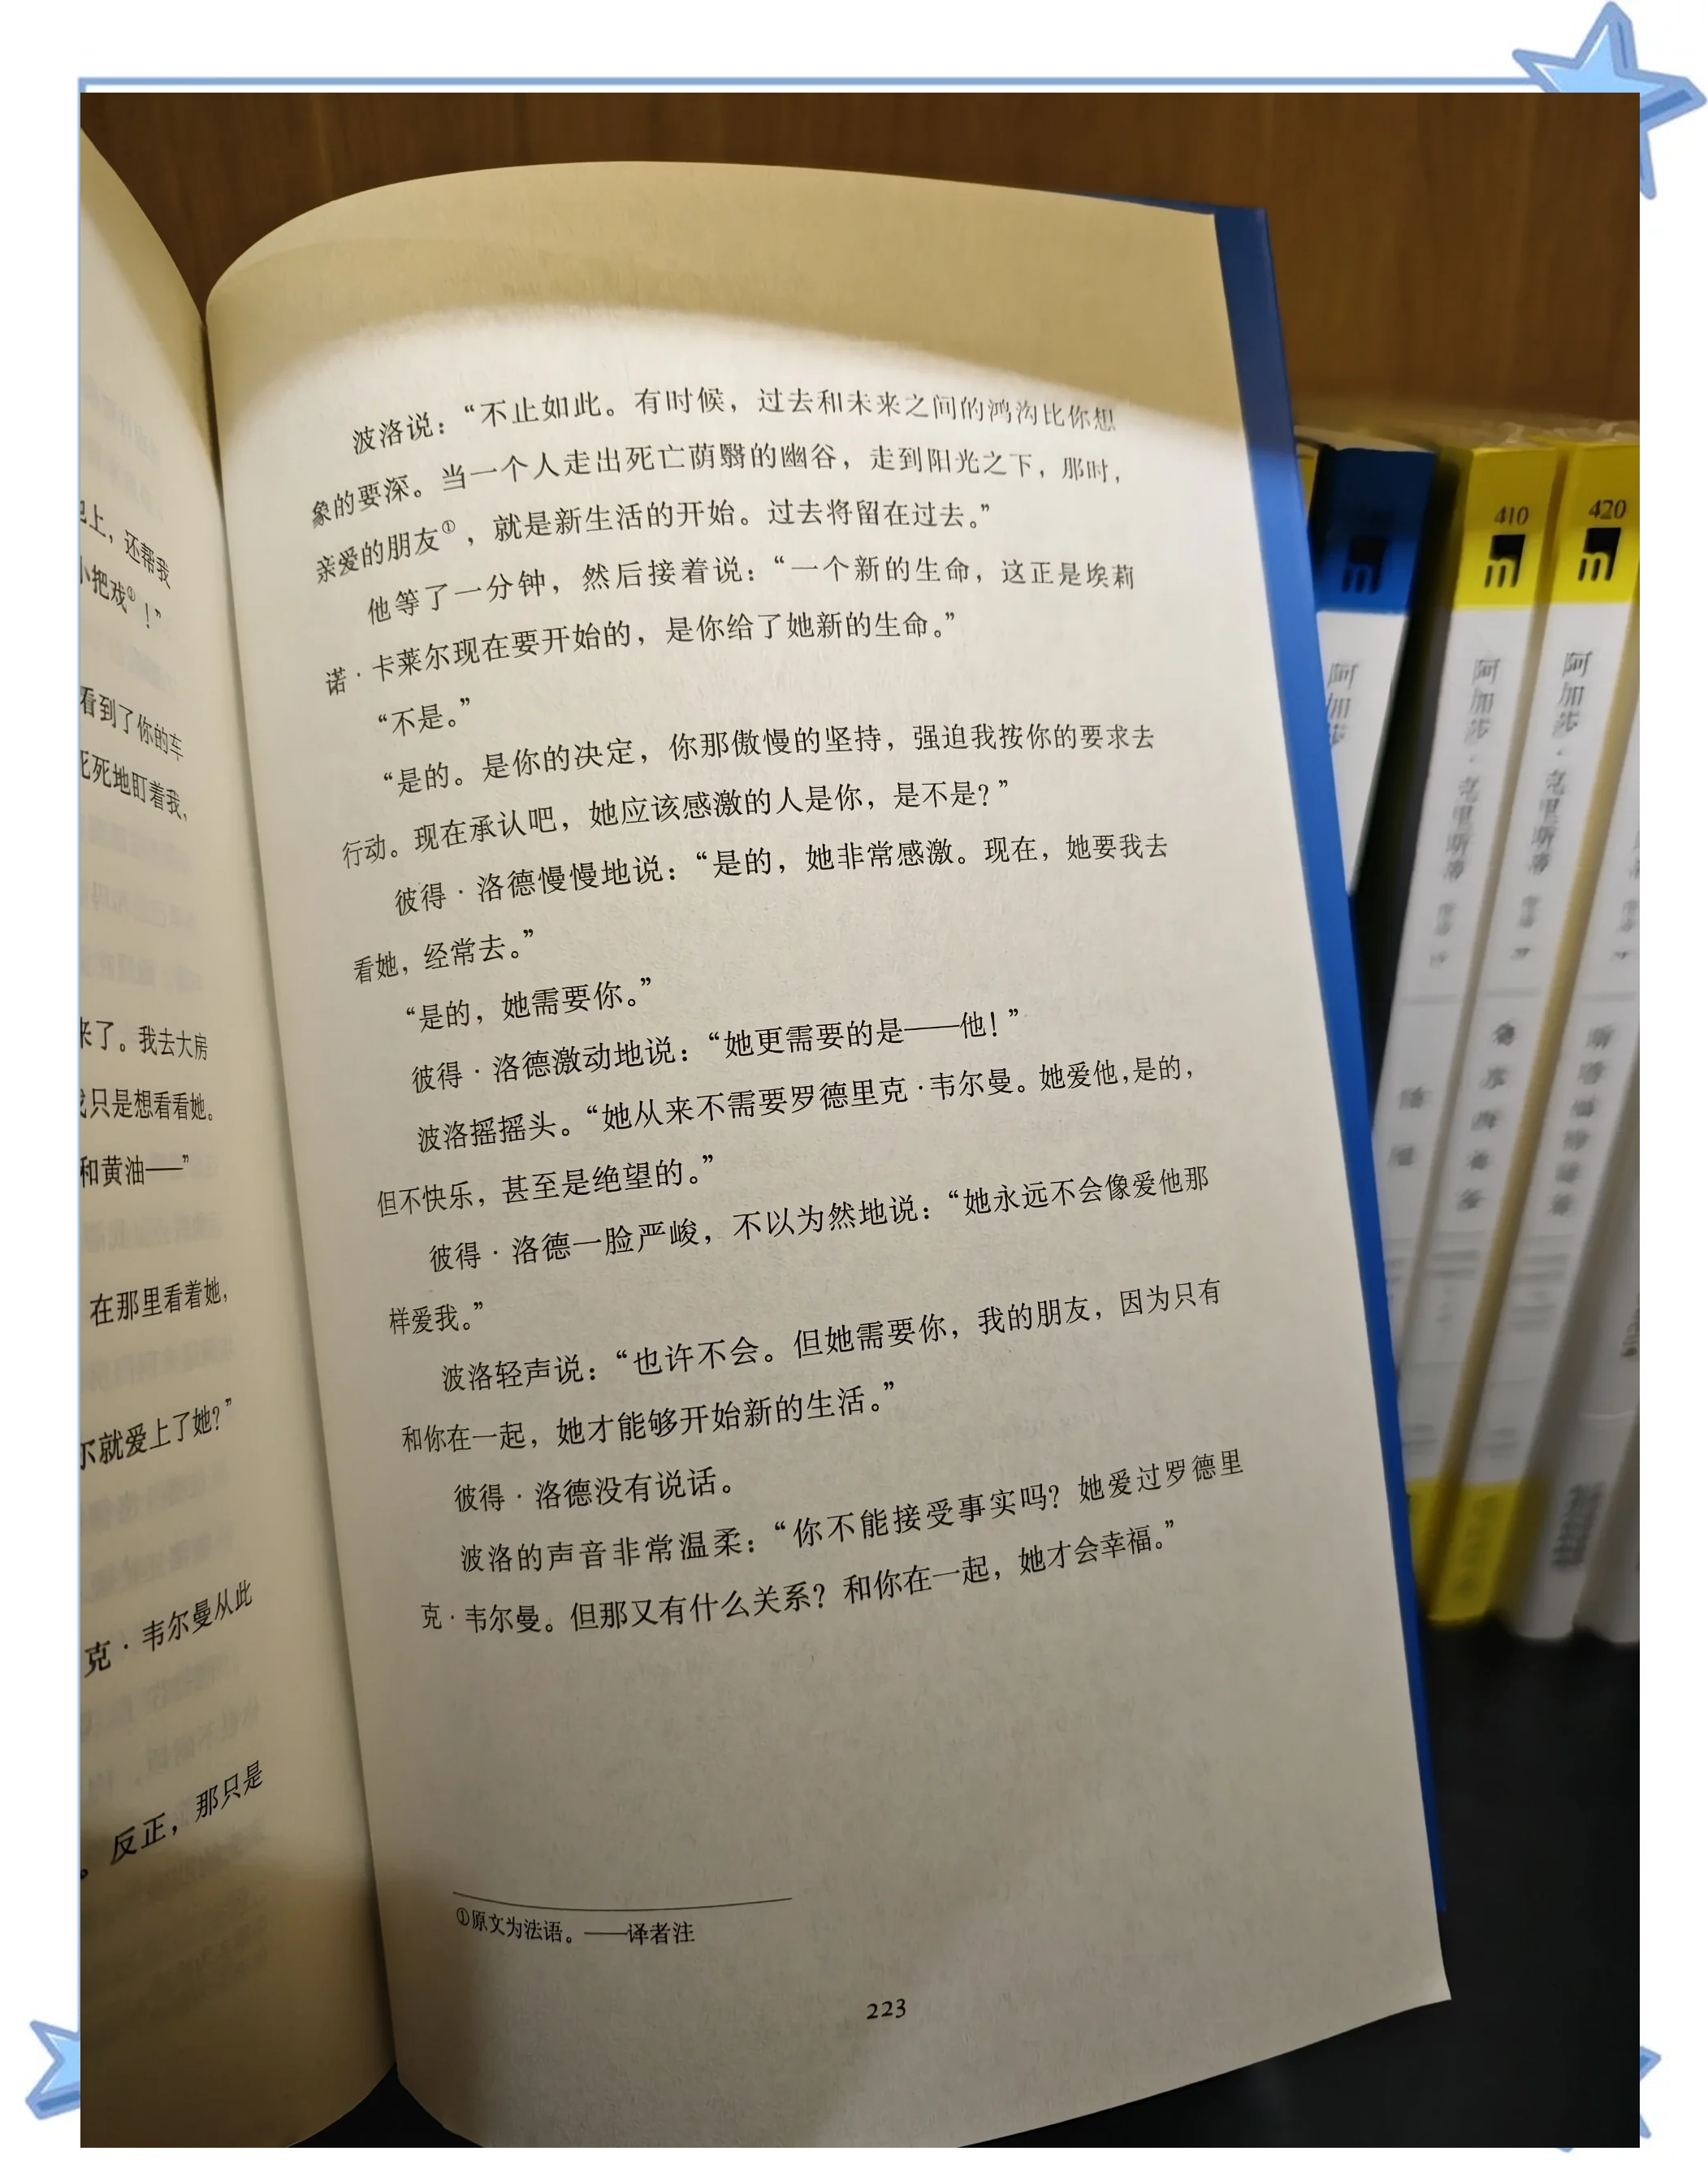 上，还帮我
小把戏①！”
看到了你的车
死死地盯着我，
来了。我去大房
只是想看看她。
和黄油——”
在那里看着她，
尔就爱上了她？”
克·韦尔曼从此
。反正，那只是
波洛说：“不止如此。有时候，过去和未来之间的鸿沟比你想
象的要深。当一个人走出死亡荫翳的幽谷，走到阳光之下，那时，
亲爱的朋友①，就是新生活的开始。过去将留在过去。”
他等了一分钟，然后接着说：“一个新的生命，这正是埃莉
诺·卡莱尔现在要开始的，是你给了她新的生命。”
“不是。”
“是的。是你的决定，你那傲慢的坚持，强迫我按你的要求去
行动。现在承认吧，她应该感激的人是你，是不是？”
彼得·洛德慢慢地说：“是的，她非常感激。现在，她要我去
看她，经常去。”
“是的，她需要你。”
彼得·洛德激动地说：“她更需要的是——他！”
波洛摇摇头。“她从来不需要罗德里克·韦尔曼。她爱他，是的，
但不快乐，甚至是绝望的。”
彼得·洛德一脸严峻，不以为然地说：“她永远不会像爱他那
样爱我。”
波洛轻声说：“也许不会。但她需要你，我的朋友，因为只有
和你在一起，她才能够开始新的生活。”
彼得·洛德没有说话。
波洛的声音非常温柔：“你不能接受事实吗？她爱过罗德里
克·韦尔曼。但那又有什么关系？和你在一起，她才会幸福。”
①原文为法语。——译者注
223
阿加莎
410
阿加莎·克里斯蒂
420
阿加莎·克里斯蒂